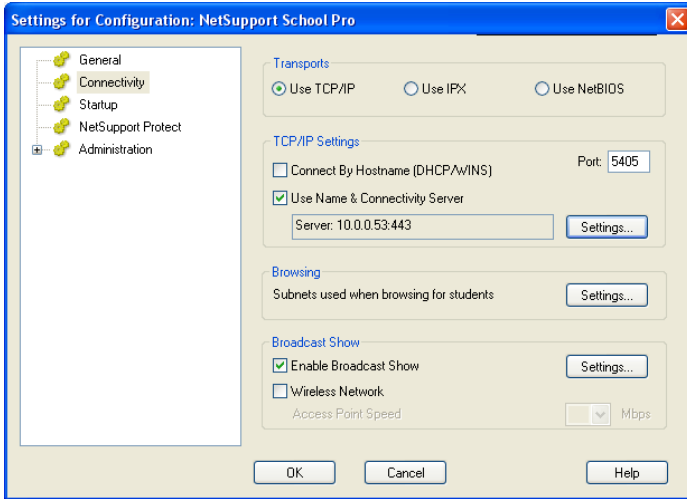 Settings for Configuration: NetSupport School Pro
General
Connectivity
Startup
NetSupport Protect
Administration
Transports
Use TCP/IP
Use IPX
Use NetBIOS
TCP/IP Settings
Connect By Hostname (DHCP/WINS)
Port: 5405
Use Name & Connectivity Server
Server: 10.0.0.53:443
Settings...
Browsing
Subnets used when browsing for students
Settings...
Broadcast Show
Enable Broadcast Show
Settings...
Wireless Network
Access Point Speed
Mbps
OK
Cancel
Help